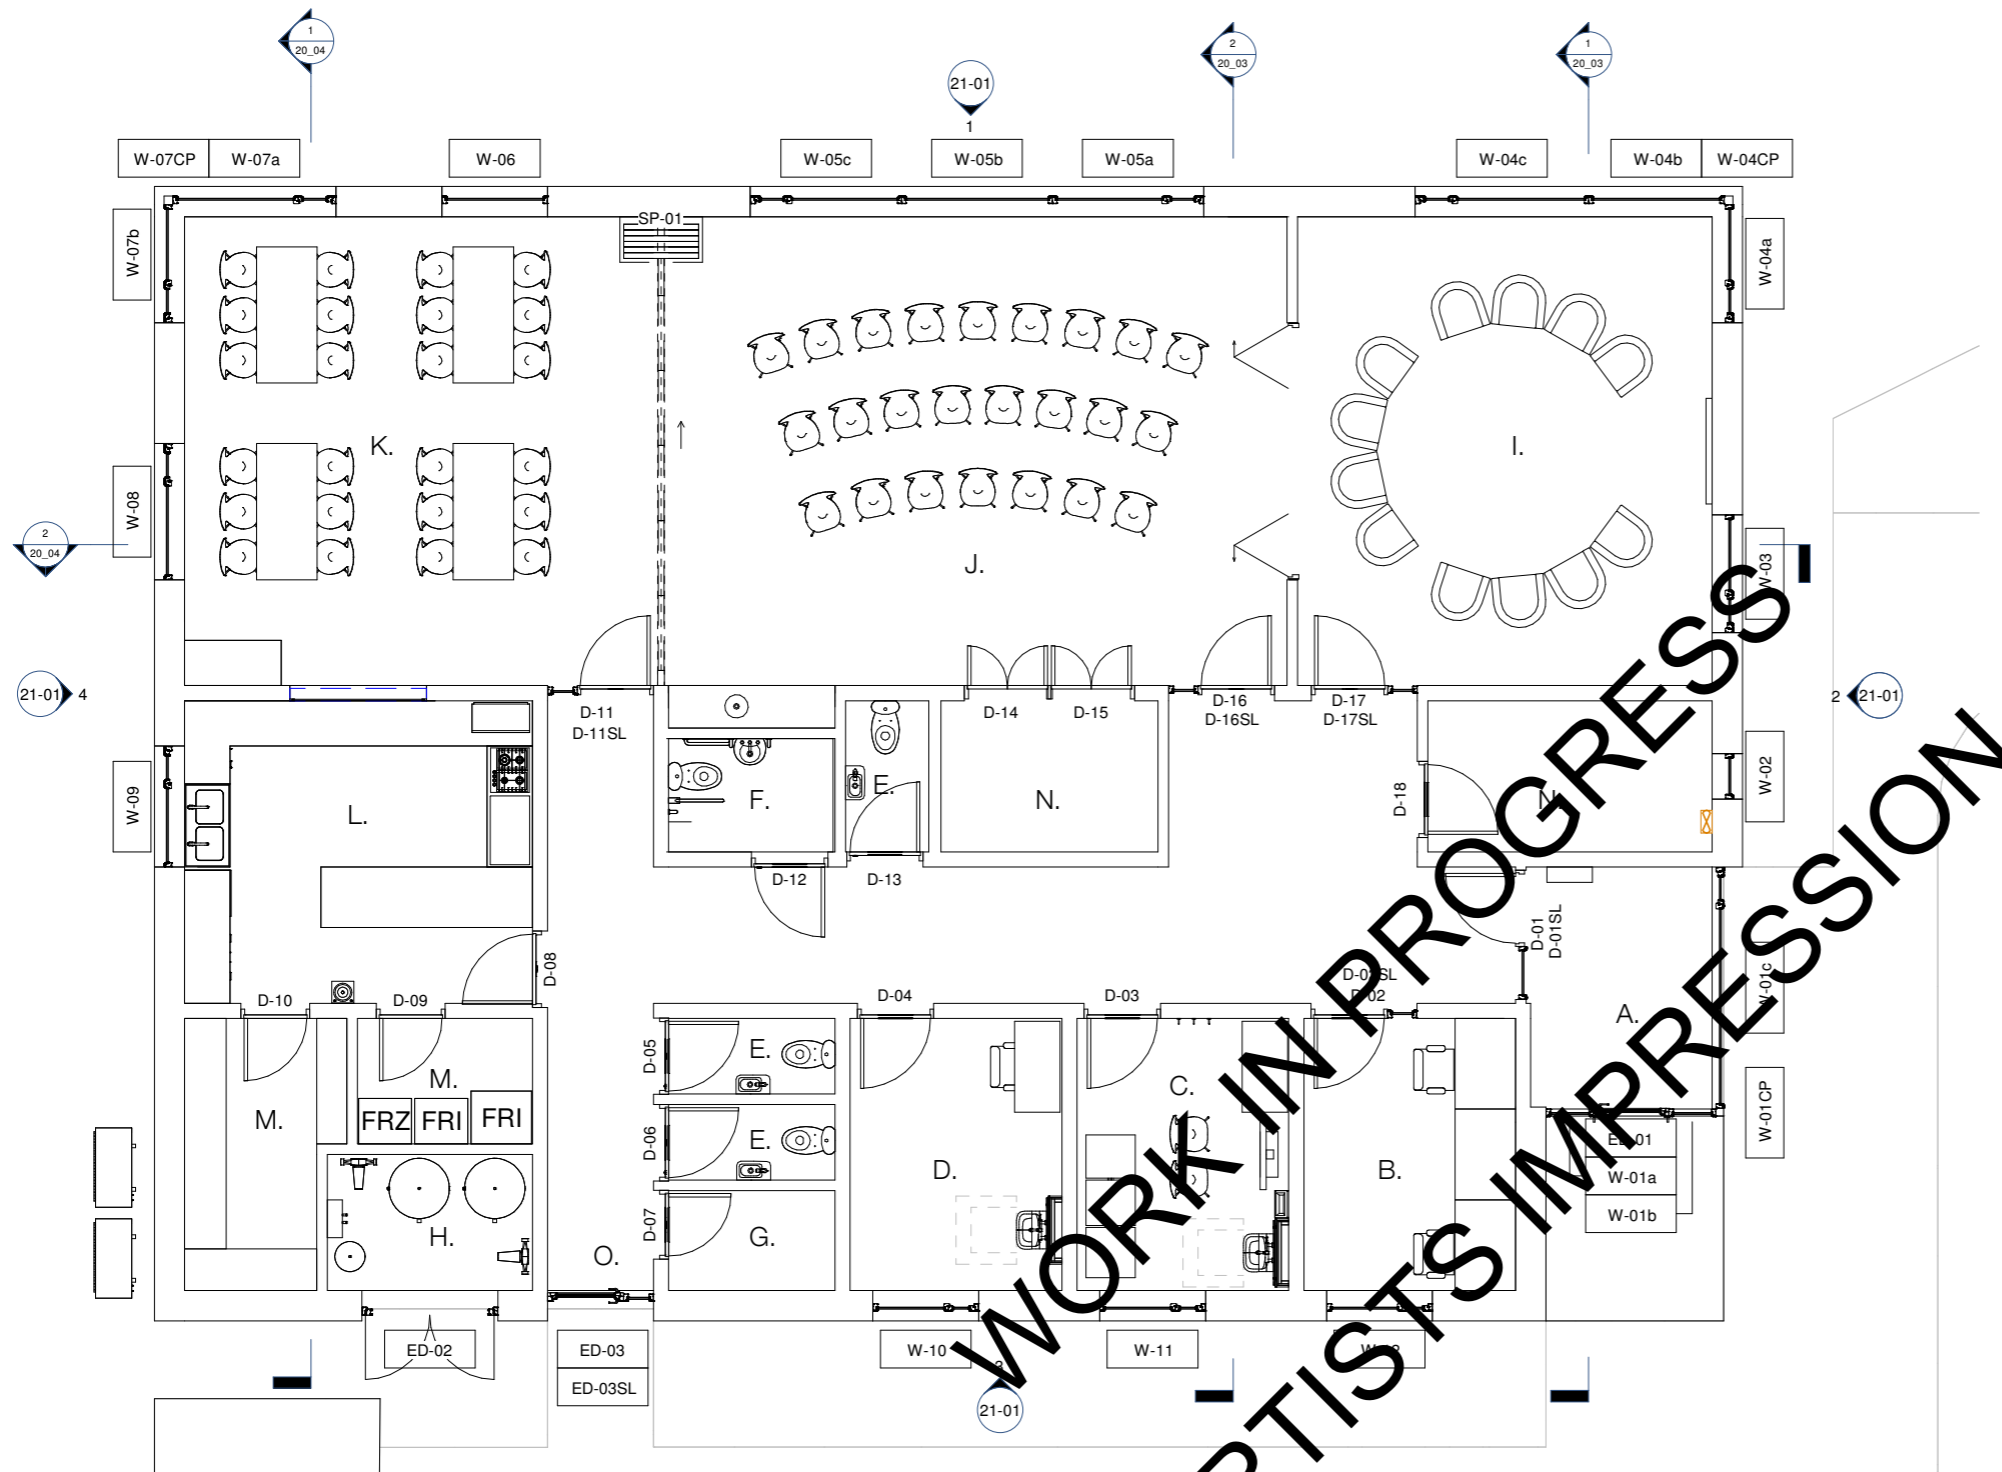 1
20_04
2
20_03
1
20_03
21-01
1
W-07CP W-07a W-06 W-05c W-05b W-05a W-04c W-04b W-04CP
SP-01
W-07b
W-04a
K.
I.
W-08
2
20_04
J.
W-03
21-01 4
2 21-01
D-11
D-11SL
D-14 D-15
D-16
D-16SL
D-17
D-17SL
W-09
L.
F.
E.
N.
D-18
N.
W-02
D-12 D-13
D-01
D-01SL
D-08
D-10 D-09
D-04 D-03
D-02SL
D-02
W-01c
A.
D-05
E.
M.
C.
FRZ FRI FRI
M.
D-06
E.
D.
B.
W-01CP
ED-01
W-01a
W-01b
D-07
G.
H.
O.
ED-02
ED-03
ED-03SL
W-10
W-11
3
21-01
WORK IN PROGRESS
IMPRESSION